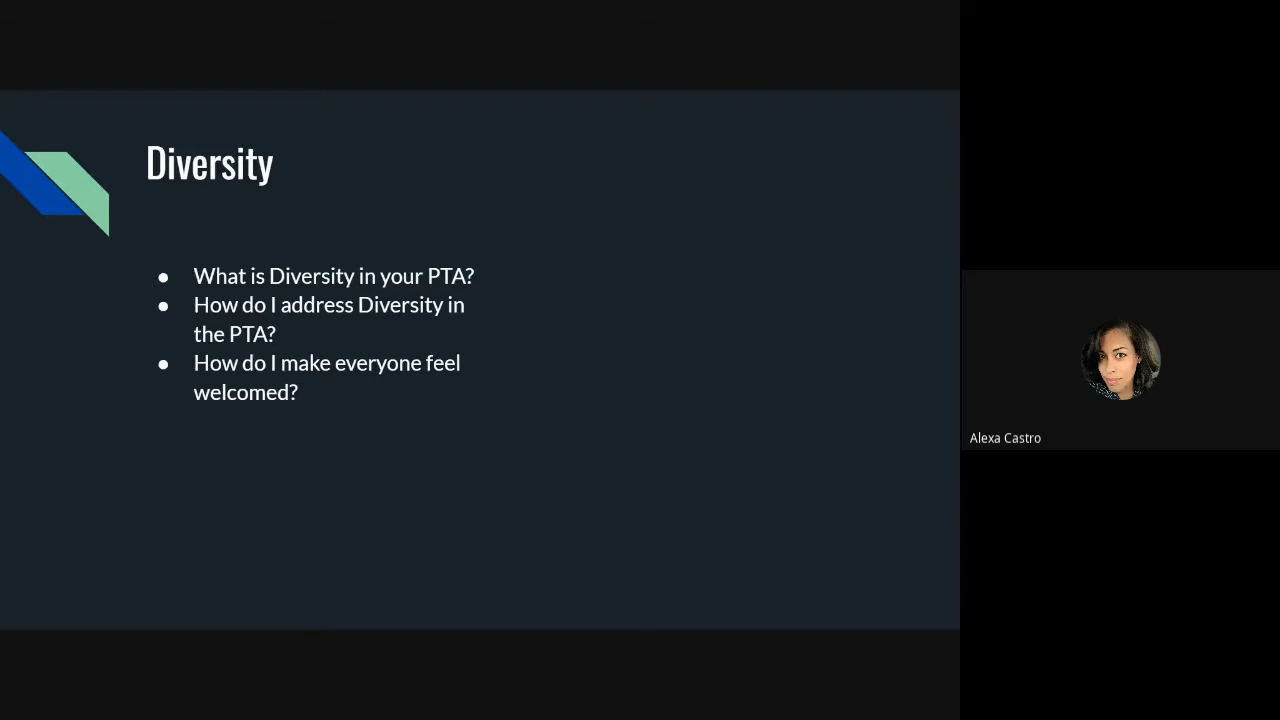 Diversity
● What is Diversity in your PTA?
● How do I address Diversity in
the PTA?
● How do I make everyone feel
welcomed?
Alexa Castro